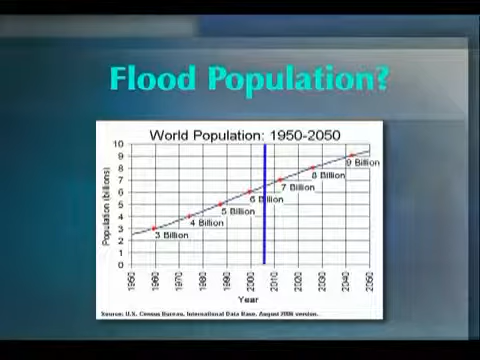 Flood Population?
World Population: 1950-2050
Population (billions)
10
9
8
7
6
5
4
3
2
1
0
3 Billion
4 Billion
5 Billion
6 Billion
7 Billion
8 Billion
9 Billion
1950
1960
1970
1980
1990
2000
2010
2020
2030
2040
2050
Year
Source: U.S. Census Bureau, International Data Base, August 2006 version.